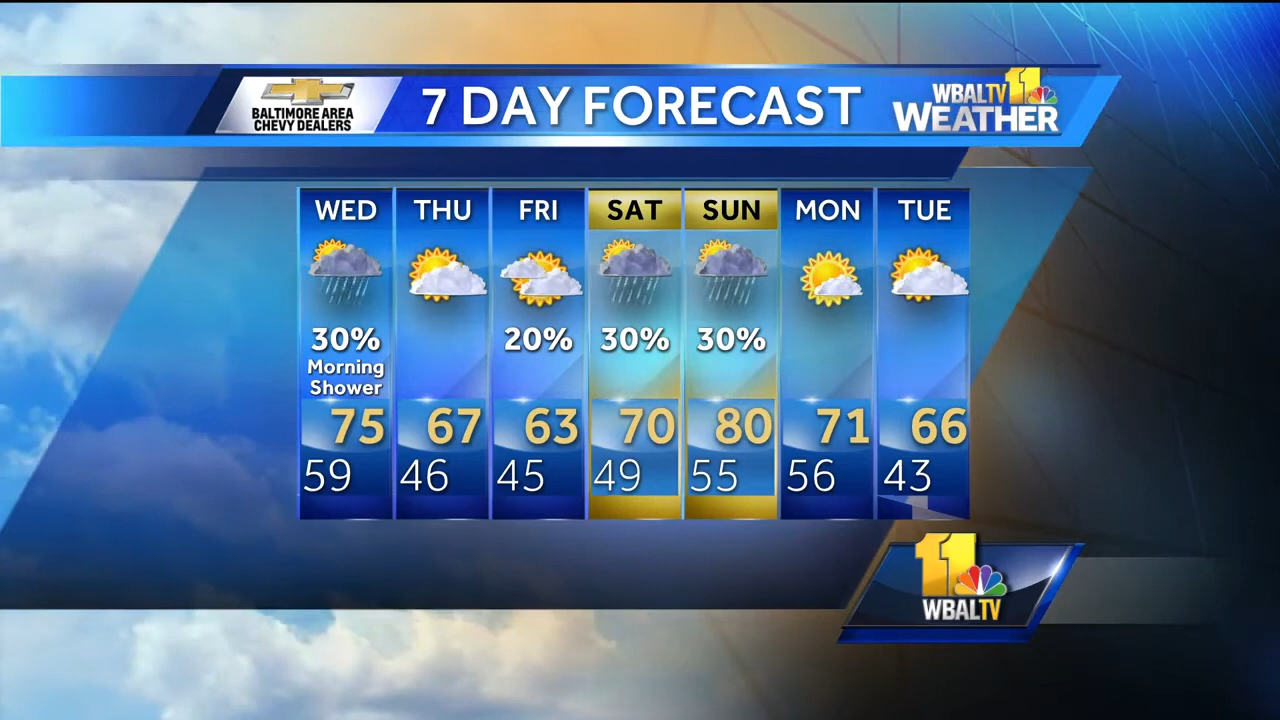 BALTIMORE AREA
CHEVY DEALERS
7 DAY FORECAST
WBALTV 11
WEATHER
WED THU FRI SAT SUN MON TUE
30% 20% 30% 30%
Morning
Shower
75 67 63 70 80 71 66
59 46 45 49 55 56 43
11
WBALTV